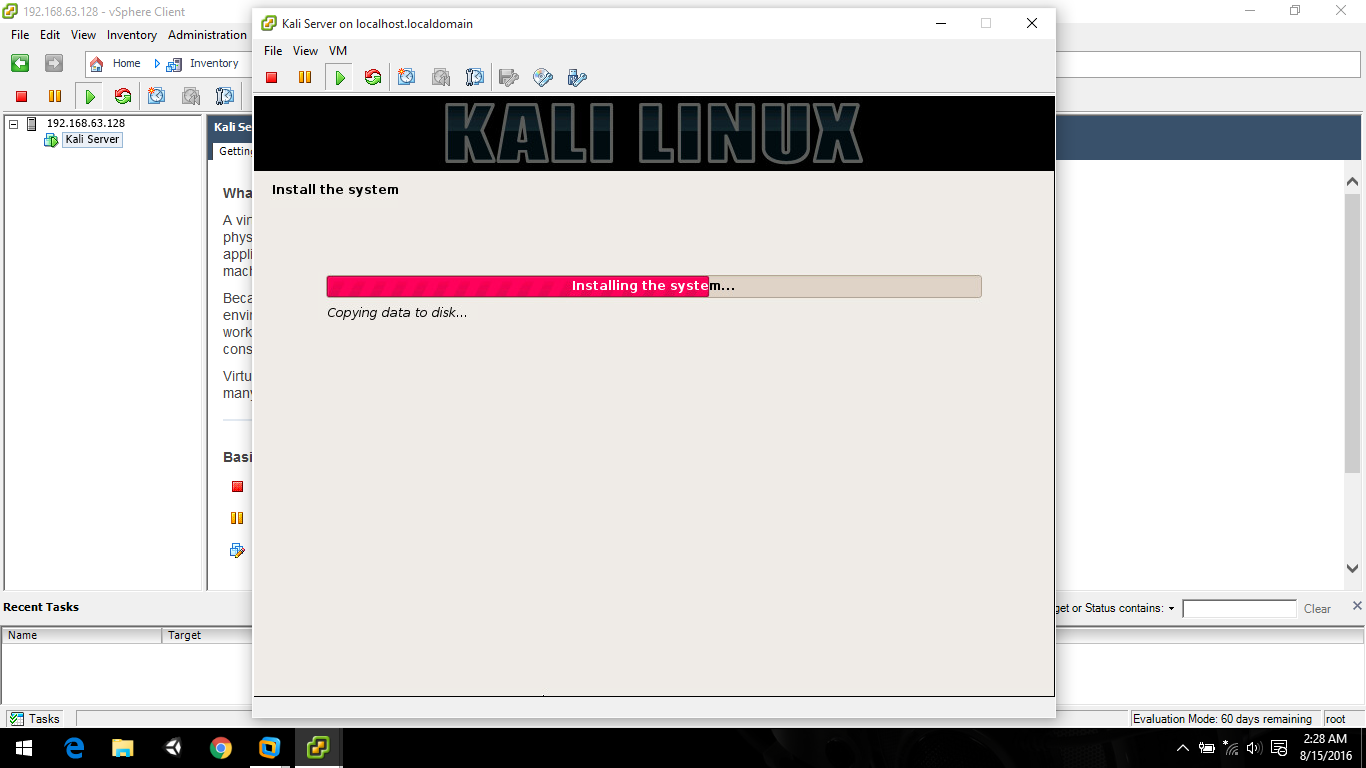 192.168.63.128 - vSphere Client
File Edit View Inventory Administration
Home Inventory
192.168.63.128
Kali Server
Kali Se
Getting
Wha
A vir
phys
appli
mach
Beca
envir
work
cons
Virtu
many
Basi
Kali Server on localhost.localdomain
File View VM
KALI LINUX
Install the system
Installing the system...
Copying data to disk...
Recent Tasks
get or Status contains: Clear
Name Target
Tasks
Evaluation Mode: 60 days remaining root
2:28 AM
8/15/2016